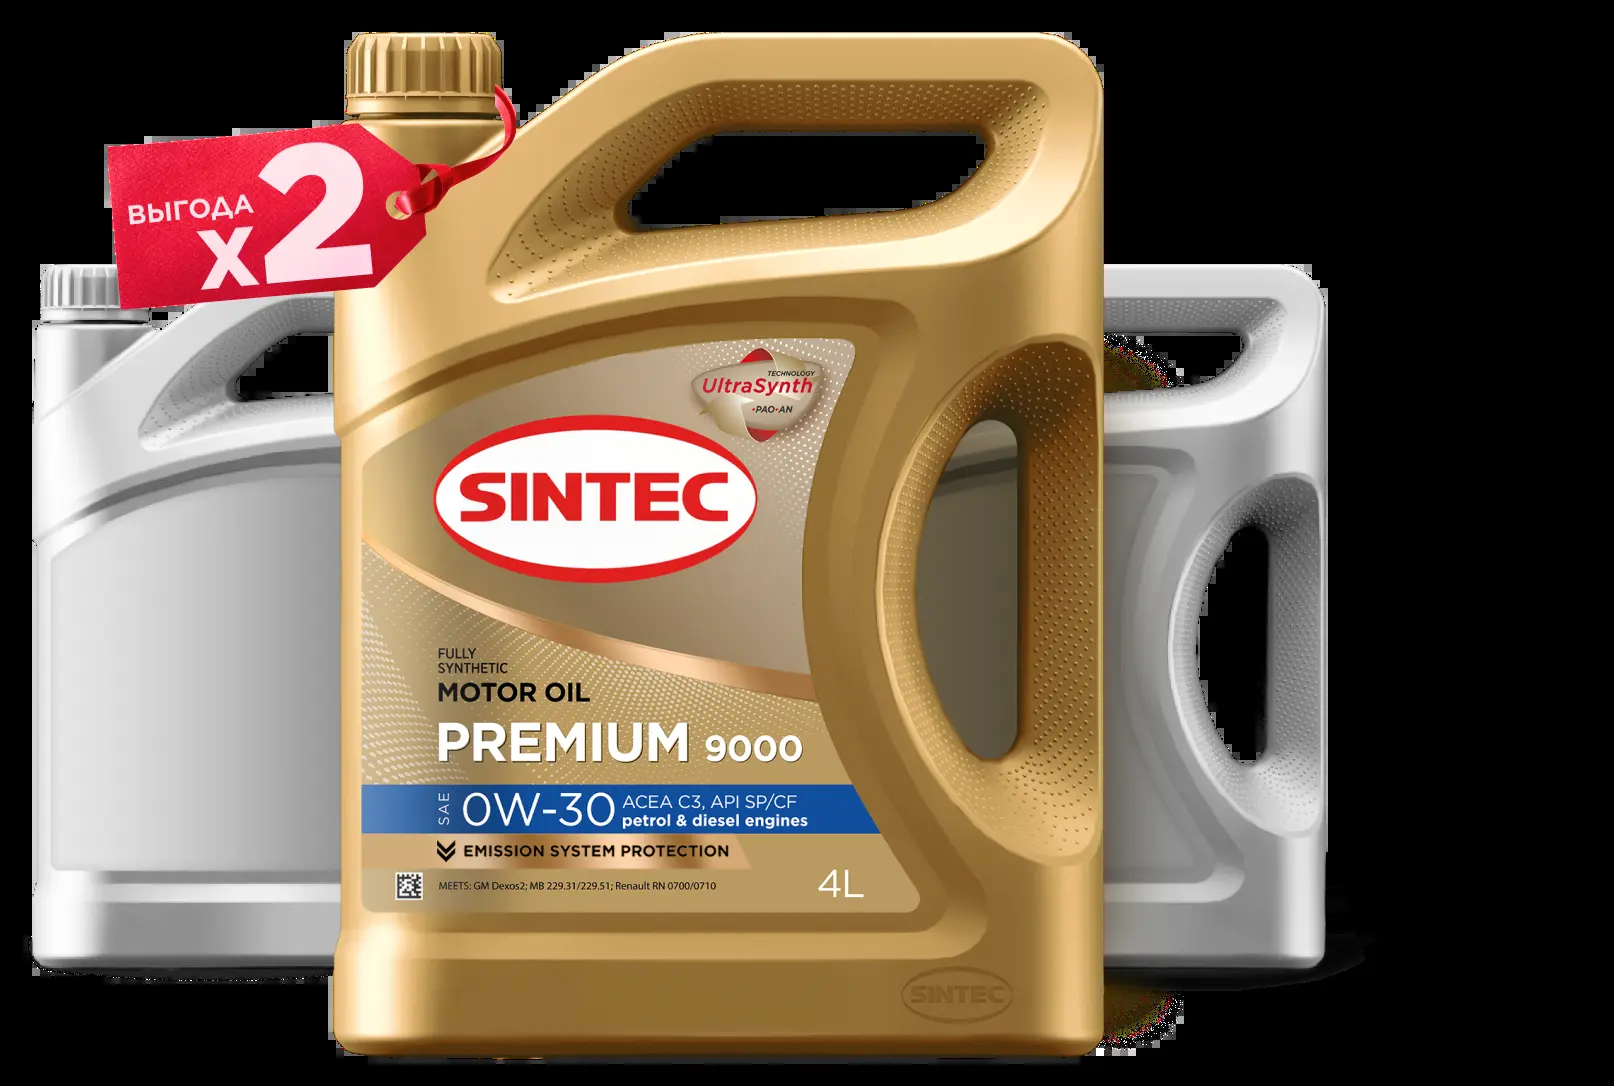 ВЫГОДА
x2
TECHNOLOGY
UltraSynth
•PAO•AN
SINTEC
FULLY
SYNTHETIC
MOTOR OIL
PREMIUM 9000
SAE 0W-30 ACEA C3, API SP/CF
petrol & diesel engines
EMISSION SYSTEM PROTECTION
MEETS: GM Dexos2; MB 229.31/229.51; Renault RN 0700/0710
4L
SINTEC